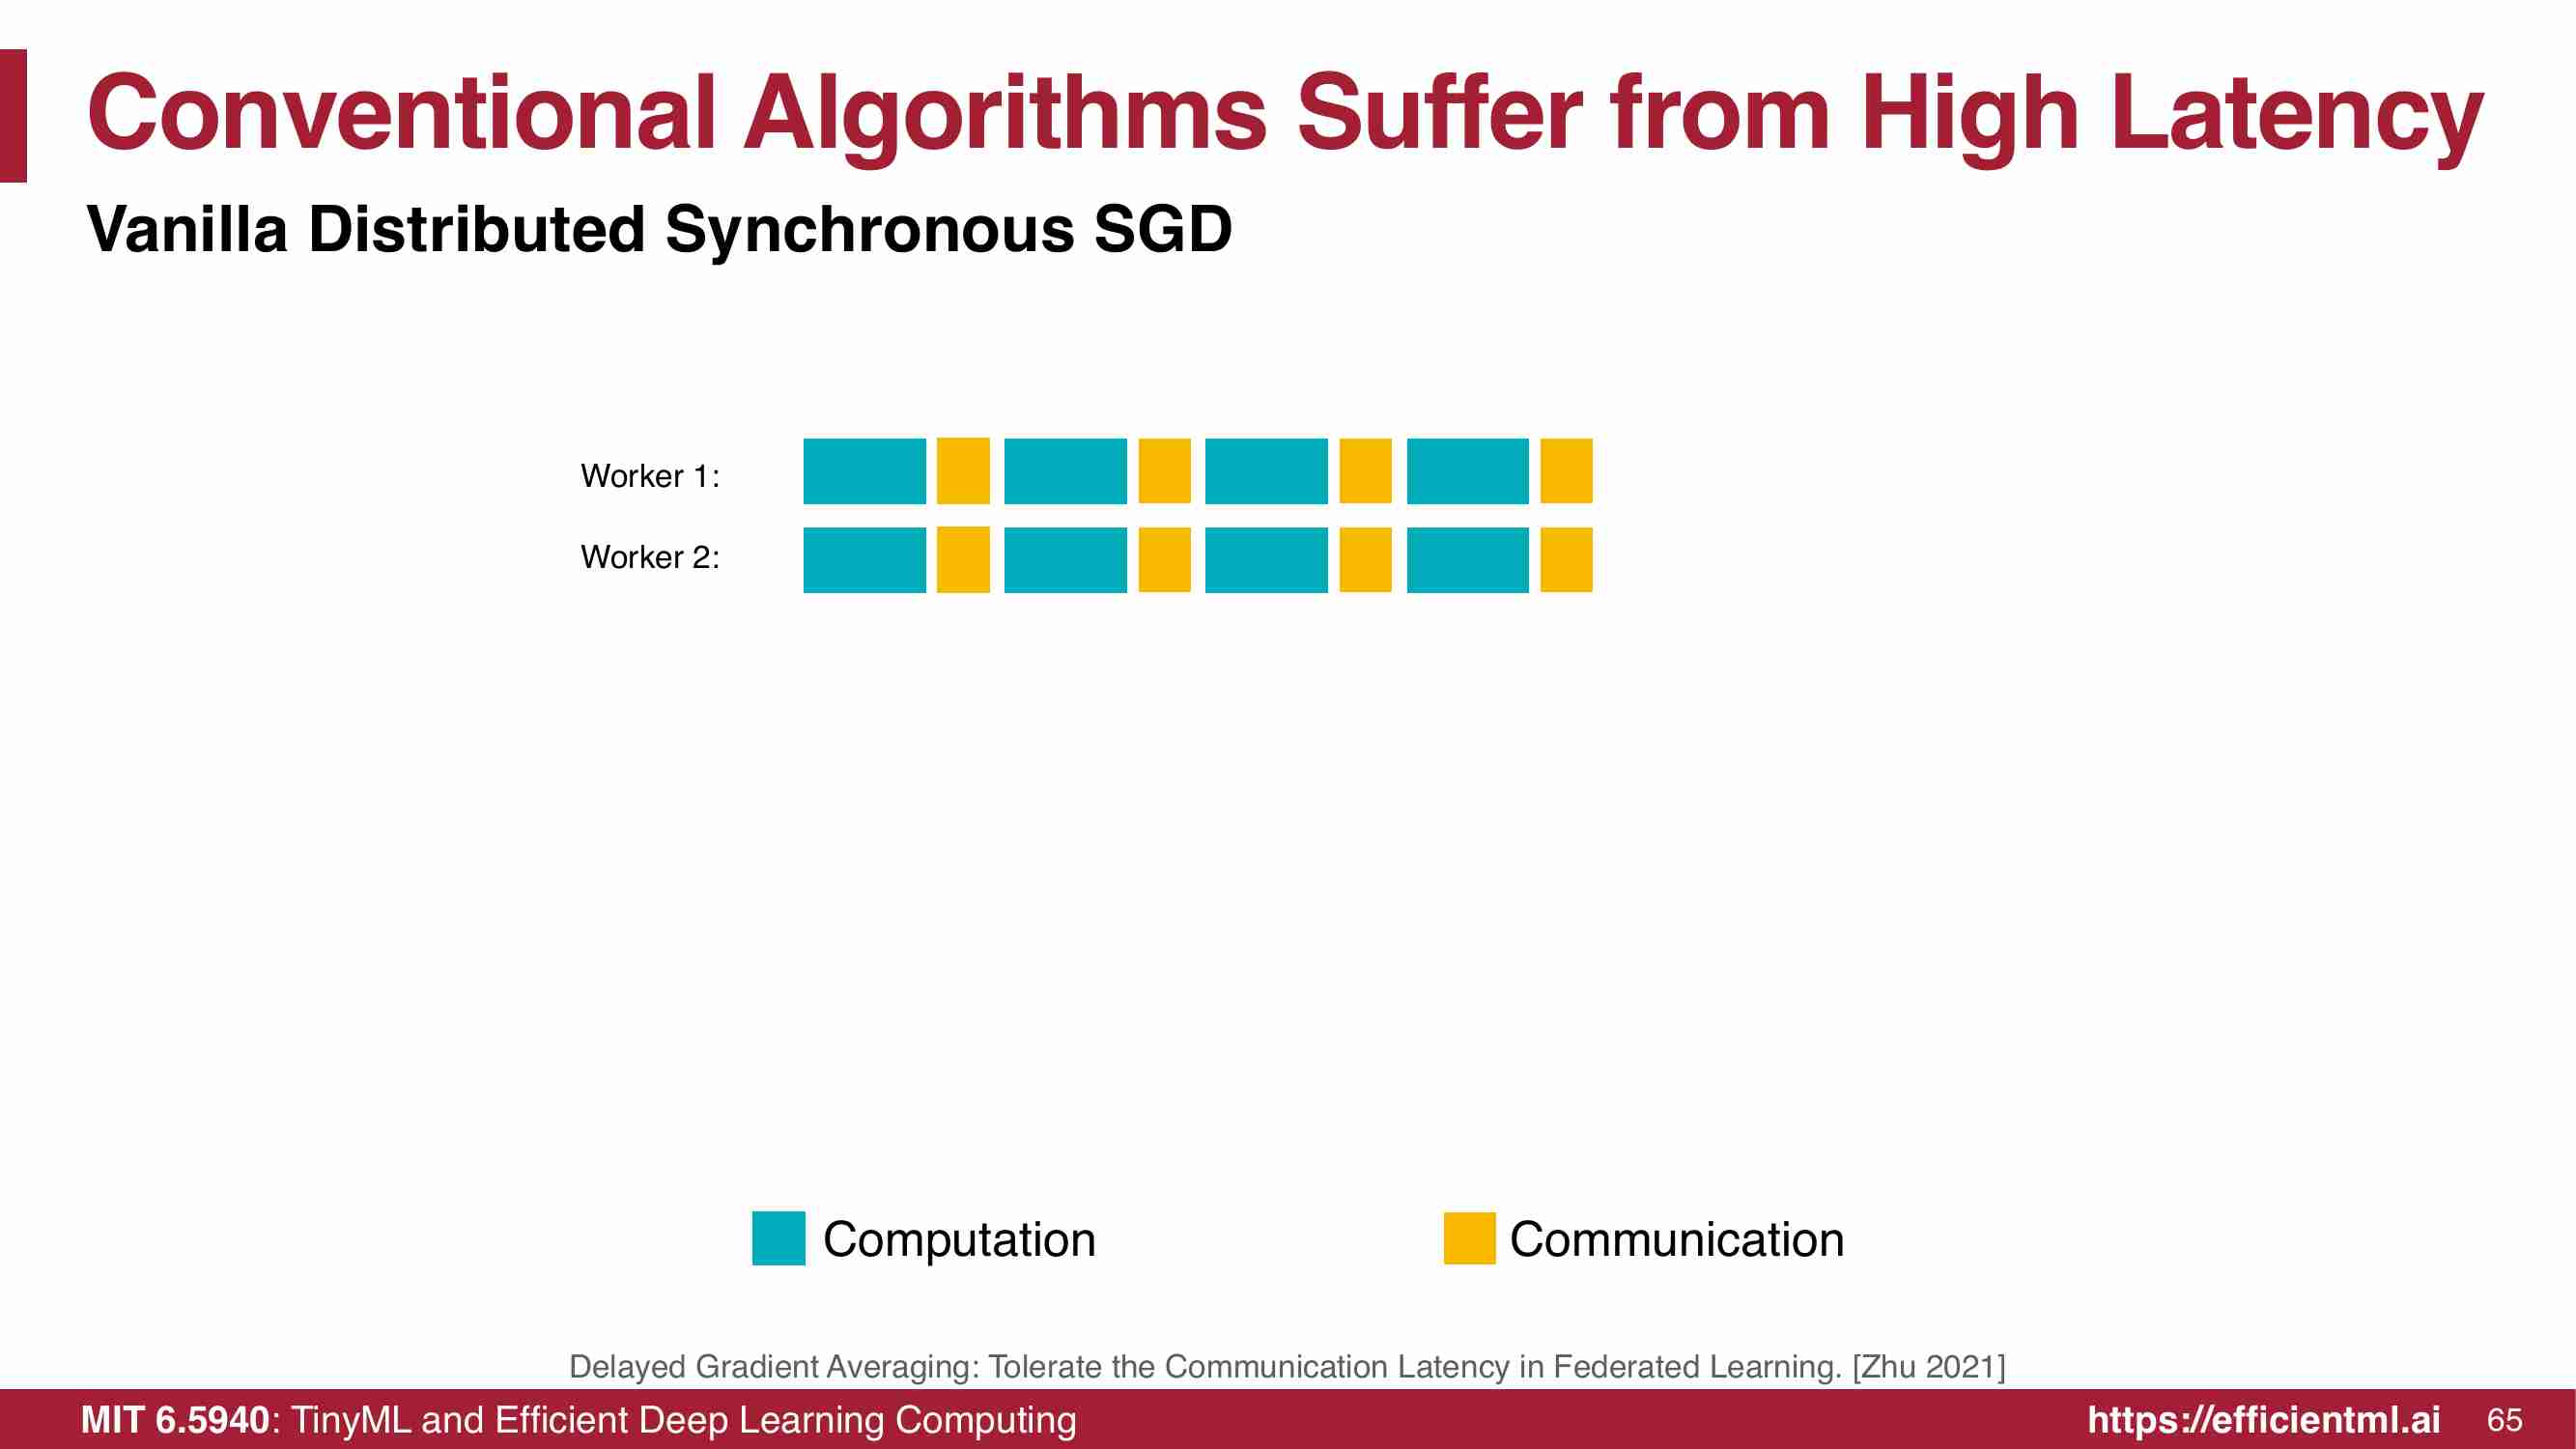 Conventional Algorithms Suffer from High Latency
Vanilla Distributed Synchronous SGD
Worker 1:
Worker 2:
Computation
Communication
Delayed Gradient Averaging: Tolerate the Communication Latency in Federated Learning. [Zhu 2021]
MIT 6.5940: TinyML and Efficient Deep Learning Computing
https://efficientml.ai
65